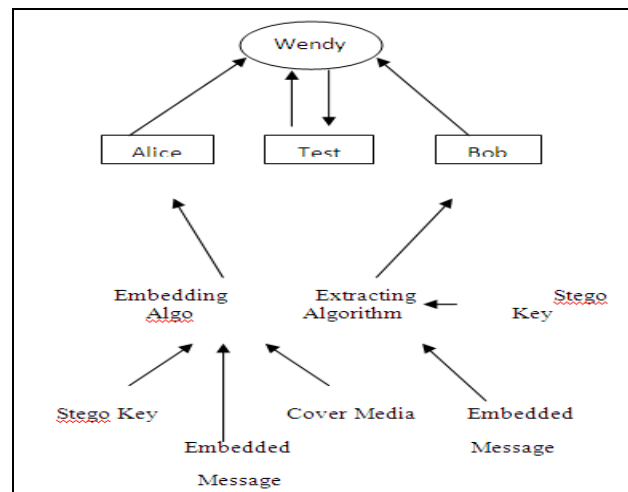 Wendy
Alice
Test
Bob
Embedding
Algo
Extracting
Algorithm
Stego
Key
Stego Key
Embedded
Message
Cover Media
Embedded
Message